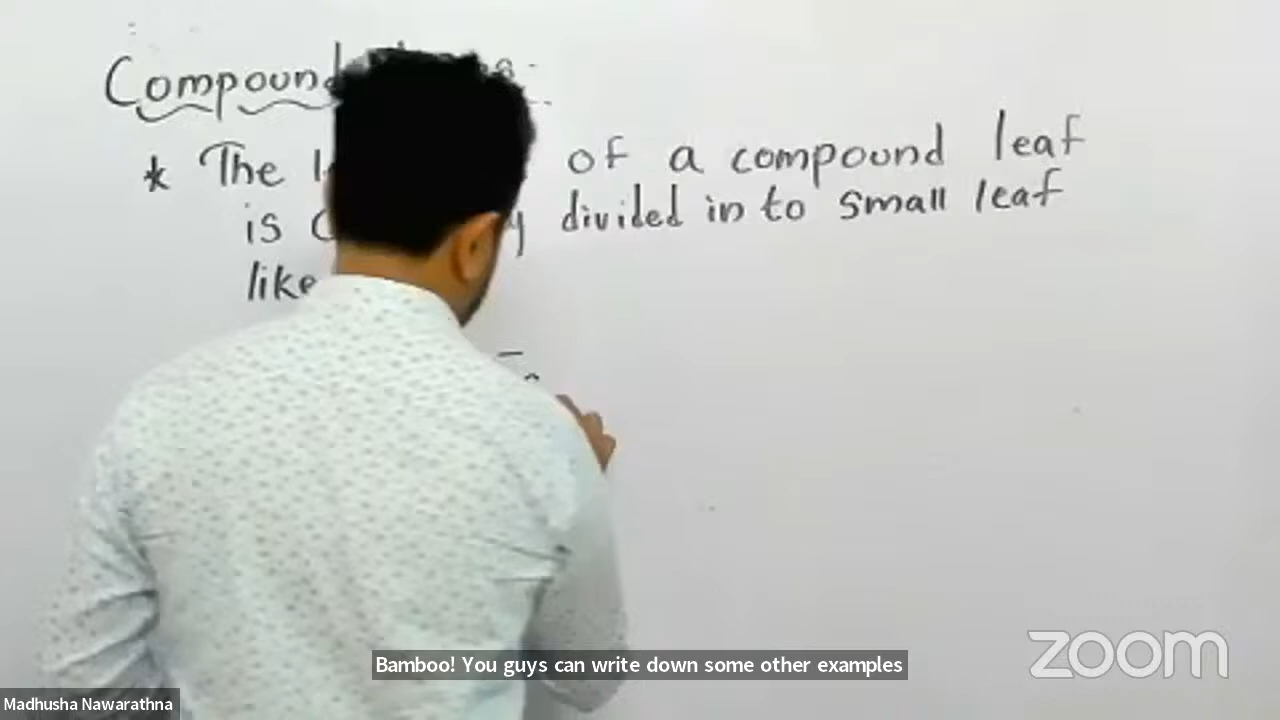 Compound
* The of a compound leaf
is divided in to small leaf
like
Bamboo! You guys can write down some other examples
zoom
Madhusha Nawarathna